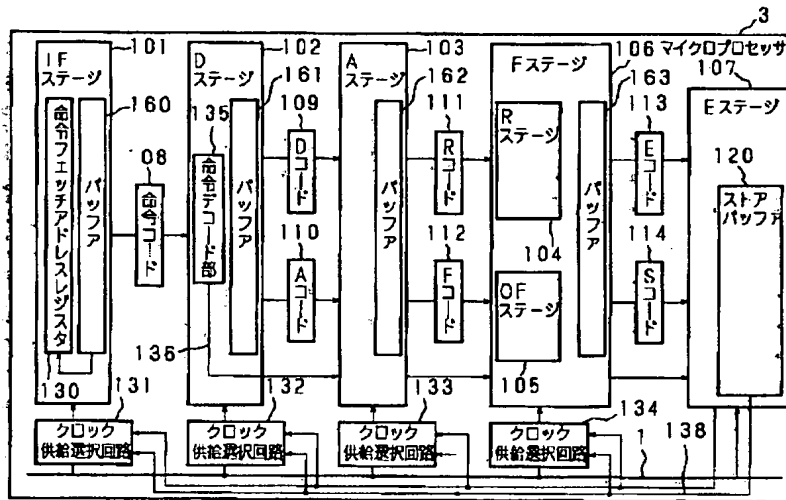 3
101
102
103
106
マイクロプロセッサ
107
IF
ステージ
160
命令フェッチアドレスレジスタ
バッファ
130
08
命令コード
D
ステージ
161
135
命令デコード部
バッファ
136
109
Dコード
110
Aコード
A
ステージ
162
バッファ
111
Rコード
112
Fコード
Fステージ
163
R
ステージ
104
OF
ステージ
105
バッファ
113
Eコード
114
Sコード
Eステージ
120
ストア
バッファ
131
クロック
供給選択回路
132
クロック
供給選択回路
133
クロック
供給選択回路
134
クロック
供給選択回路
1
138